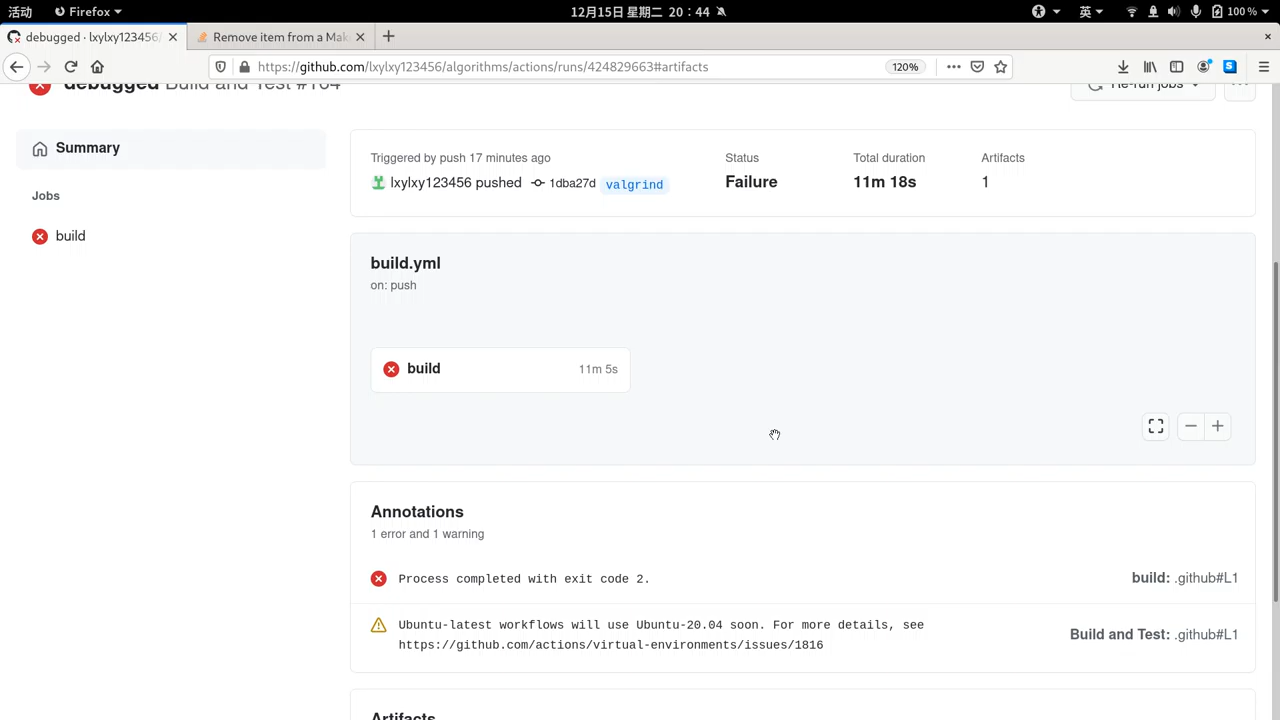 活动
Firefox
12月15日 星期二 20:44
英
100 %
debugged · lxylxy123456/
Remove item from a Mak
https://github.com/lxylxy123456/algorithms/actions/runs/424829663#artifacts
120%
debugged Build and Test #164
Re-run jobs
Summary
Jobs
build
Triggered by push 17 minutes ago
lxylxy123456 pushed 1dba27d valgrind
Status
Failure
Total duration
11m 18s
Artifacts
1
build.yml
on: push
build 11m 5s
Annotations
1 error and 1 warning
Process completed with exit code 2.
build: .github#L1
Ubuntu-latest workflows will use Ubuntu-20.04 soon. For more details, see
https://github.com/actions/virtual-environments/issues/1816
Build and Test: .github#L1
Artifacts